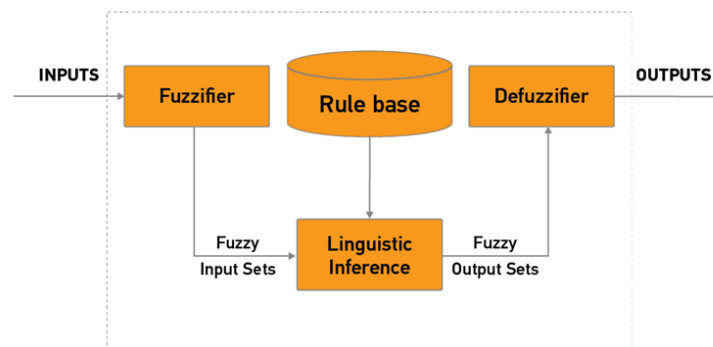 INPUTS
Fuzzifier
Rule base
Defuzzifier
OUTPUTS
Fuzzy
Input Sets
Linguistic
Inference
Fuzzy
Output Sets